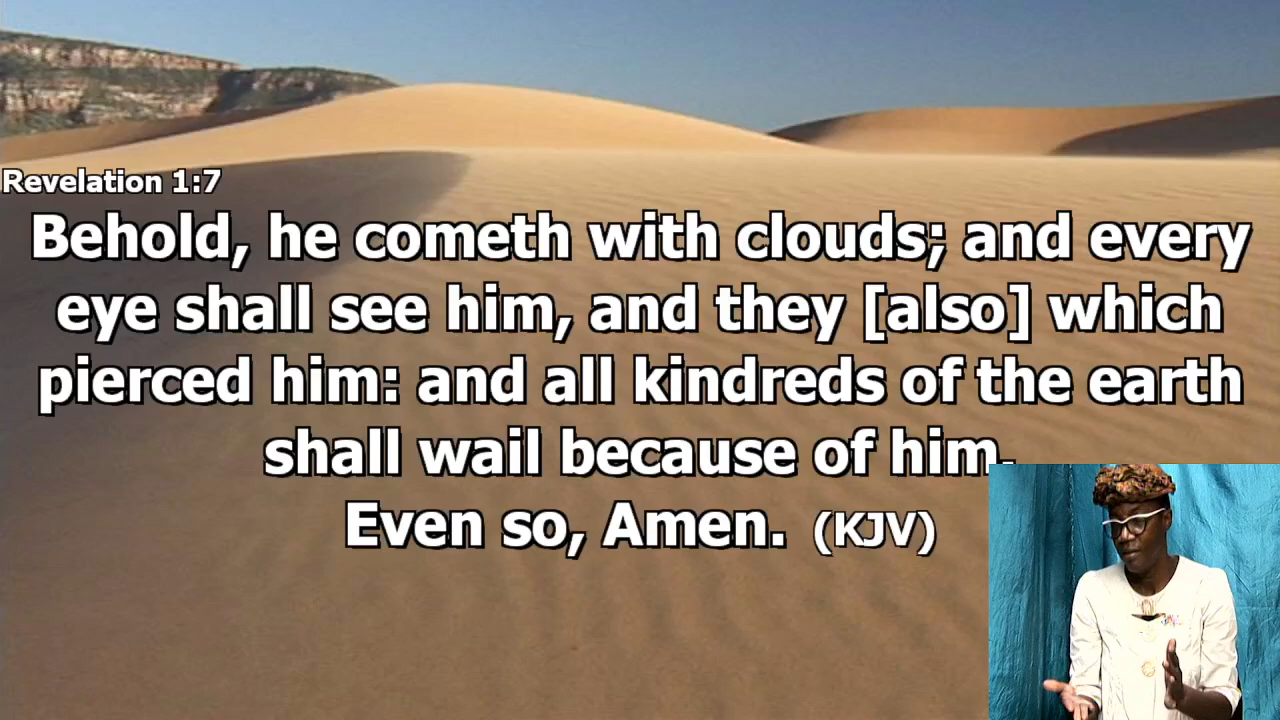 Revelation 1:7
Behold, he cometh with clouds; and every
eye shall see him, and they [also] which
pierced him: and all kindreds of the earth
shall wail because of him.
Even so, Amen. (KJV)